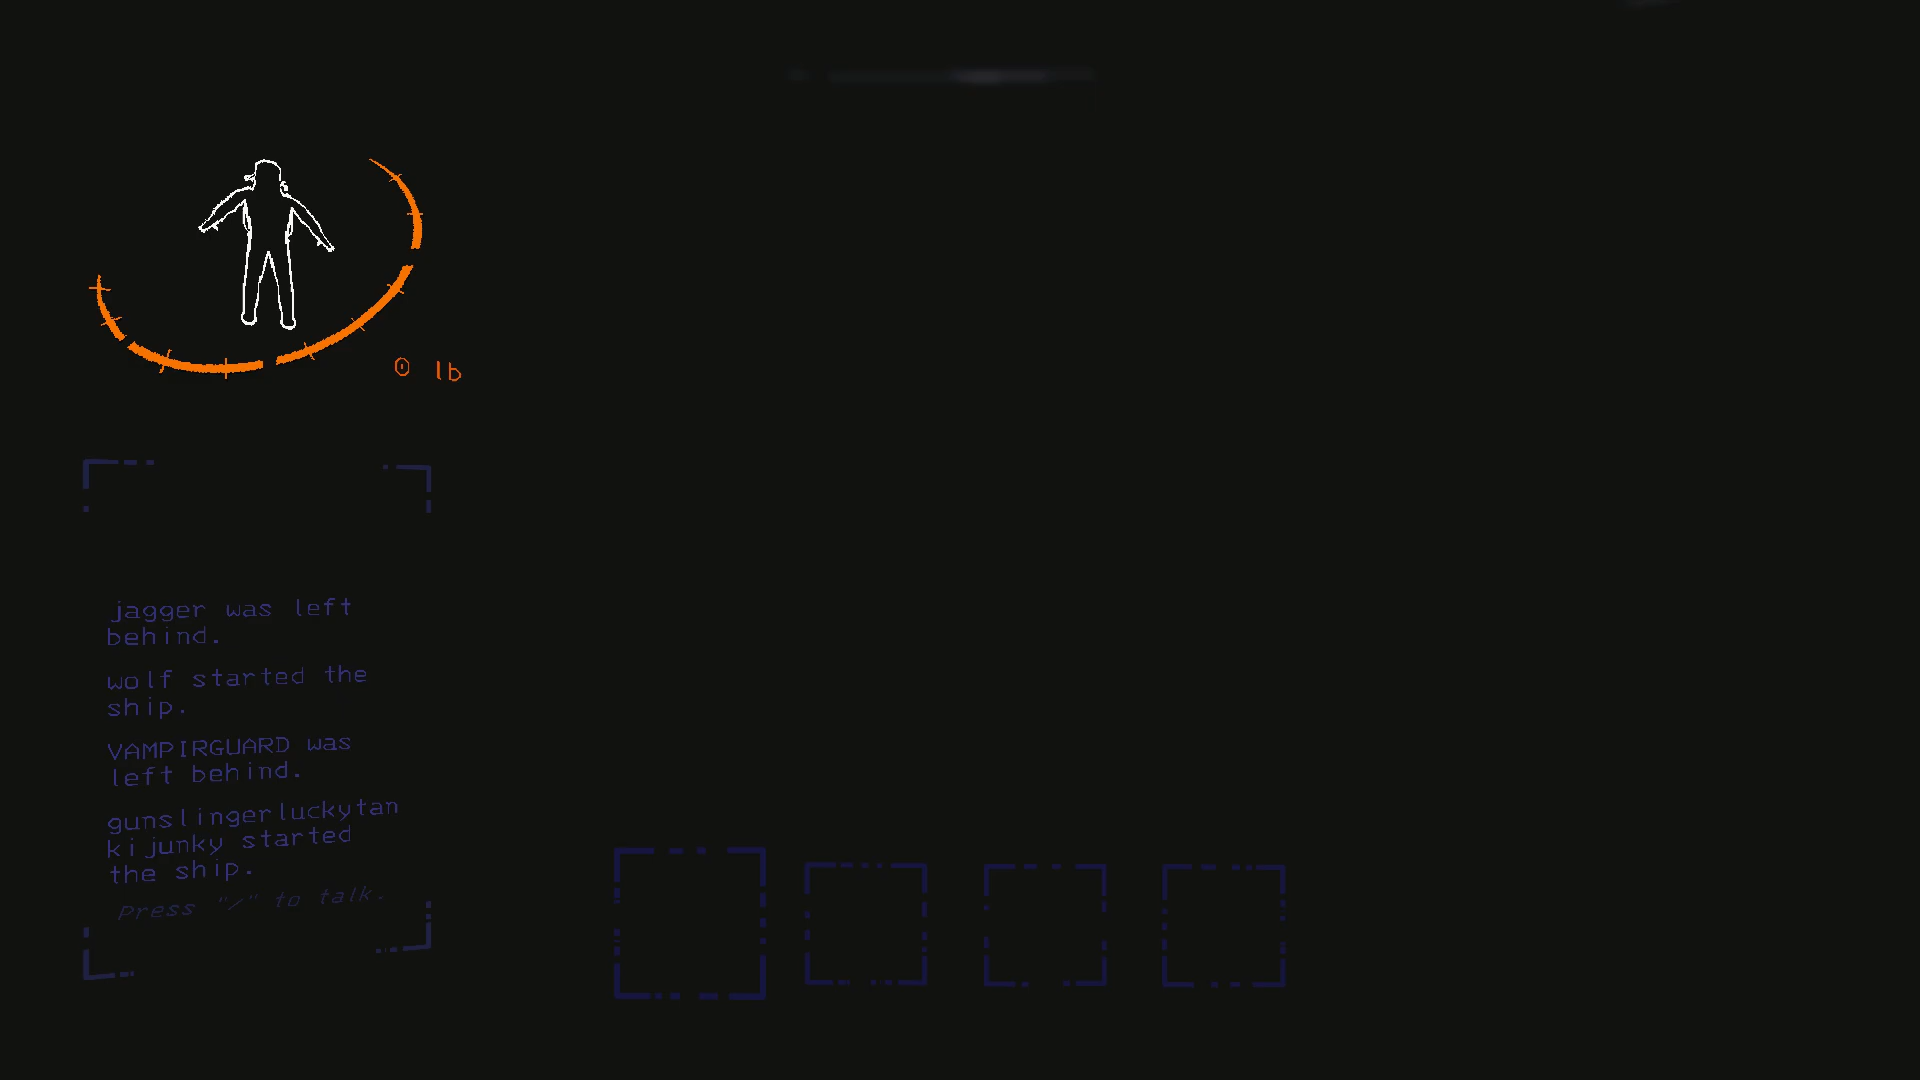 0 lb
jagger was left
behind.
wolf started the
ship.
VAMPIRGUARD was
left behind.
gunslingerluckytan
kijunky started
the ship.
Press "/" to talk.